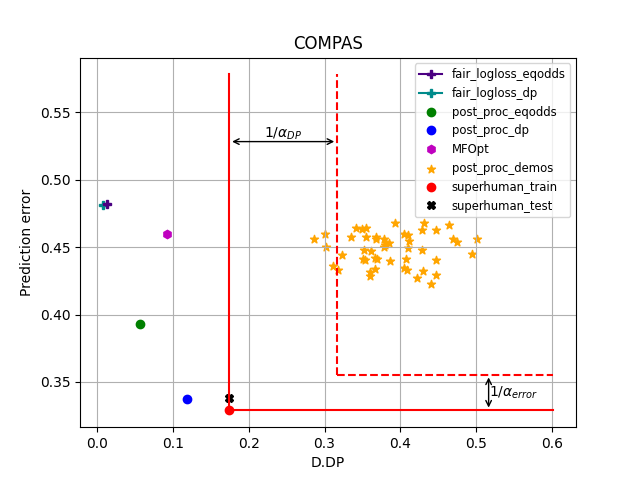 COMPAS
fair_logloss_eqodds
fair_logloss_dp
post_proc_eqodds
post_proc_dp
MFOpt
post_proc_demos
superhuman_train
superhuman_test
1/α_DP
1/α_error
Prediction error
0.55
0.50
0.45
0.40
0.35
0.0 0.1 0.2 0.3 0.4 0.5 0.6
D.DP